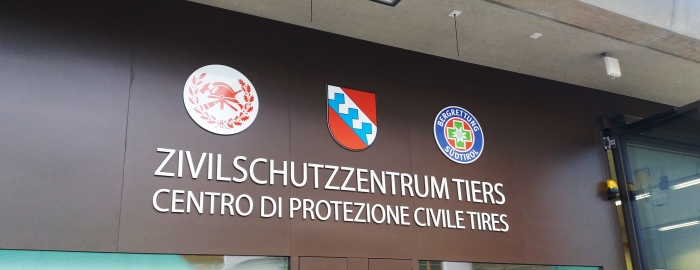 BERGRETTUNG
SÜDTIROL
ZIVILSCHUTZZENTRUM TIERS
CENTRO DI PROTEZIONE CIVILE TIRES